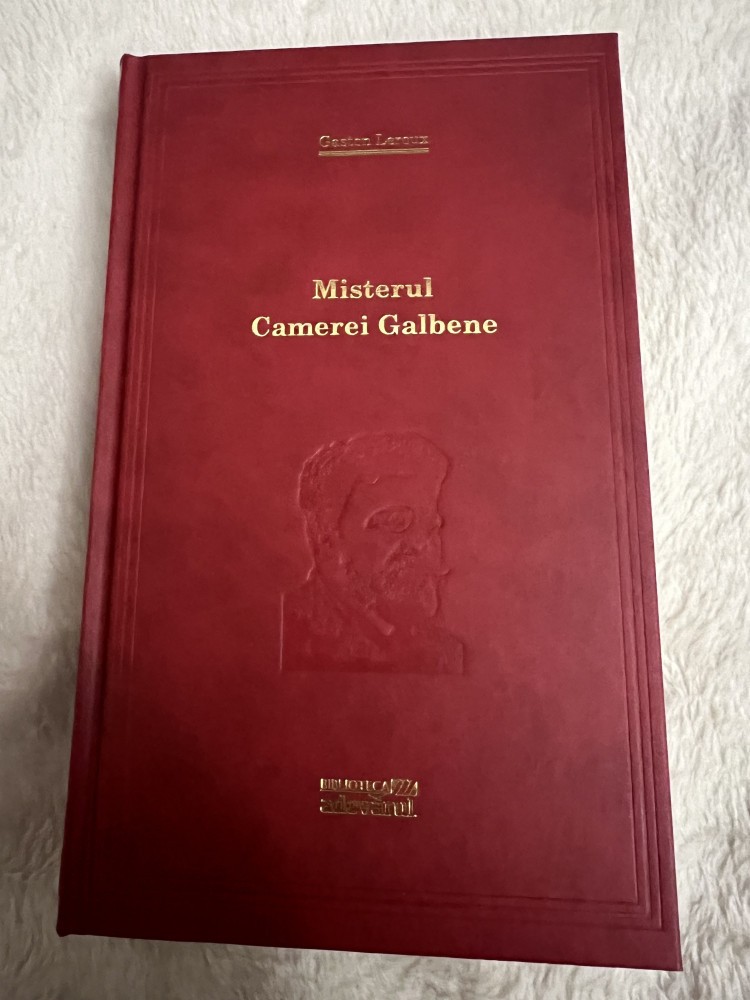 Gaston Leroux
Misterul
Camerei Galbene
BIBLIOTECA
adevărul